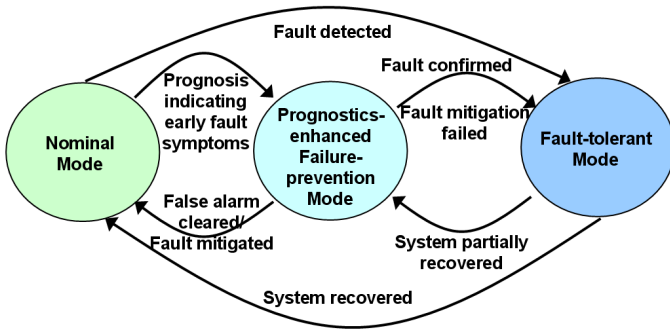 Fault detected
Fault confirmed
Prognosis
indicating
early fault
symptoms
Fault mitigation
failed
Nominal
Mode
Prognostics-
enhanced
Failure-
prevention
Mode
Fault-tolerant
Mode
False alarm
cleared/
Fault mitigated
System partially
recovered
System recovered